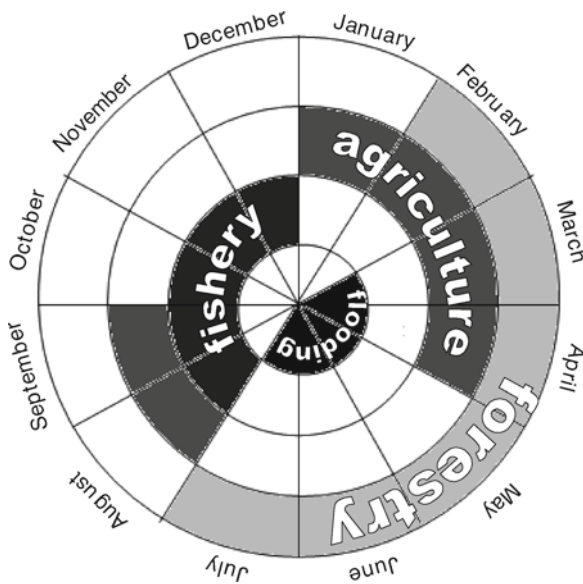 January
February
March
April
May
June
July
August
September
October
November
December
agriculture
fishery
flooding
forestry